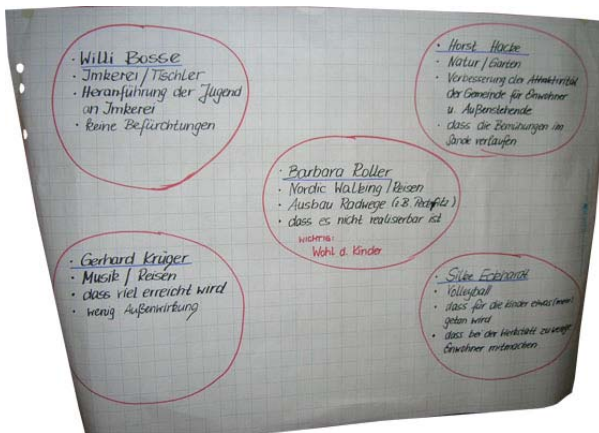 · Willi Bosse
· Imkerei/Tischler
· Heranführung der Jugend
an Imkerei
· keine Befürchtungen
· Horst Hacke
· Natur/Garten
· Verbesserung der Attraktivität
der Gemeinde für Einwohner
u. Außenstehende
· dass die Bemühungen im
Sande verlaufen
· Barbara Roller
· Nordic Walking/Reisen
· Ausbau Radwege (z.B.
· dass es nicht realisierbar ist
WICHTIG:
Wohl d. Kinder
· Gerhard Krüger
· Musik / Reisen
· dass viel erreicht wird
· wenig Außenwirkung
· Silke Eckhardt
· Volleyball
· dass für die Kinder etwas (mehr)
getan wird
· dass bei der Werkstatt zu wenige
Einwohner mitmachen